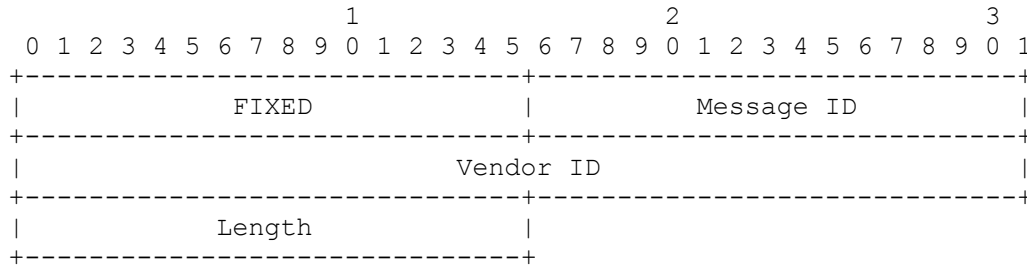 1                   2                   3
 0 1 2 3 4 5 6 7 8 9 0 1 2 3 4 5 6 7 8 9 0 1 2 3 4 5 6 7 8 9 0 1
+-------------------------------+-------------------------------+
|             FIXED             |          Message ID           |
+-------------------------------+-------------------------------+
|                           Vendor ID                           |
+-------------------------------+-------------------------------+
|            Length             |
+-------------------------------+